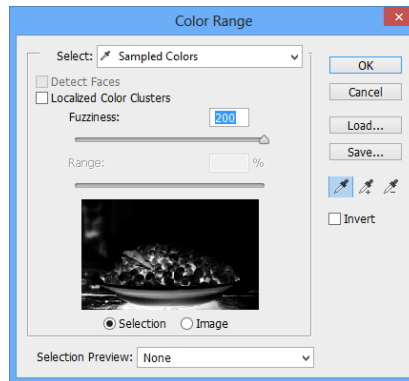 Color Range
Select: Sampled Colors
OK
Detect Faces
Cancel
Localized Color Clusters
Fuzziness: 200
Load...
Save...
Range: %
Invert
Selection Image
Selection Preview: None